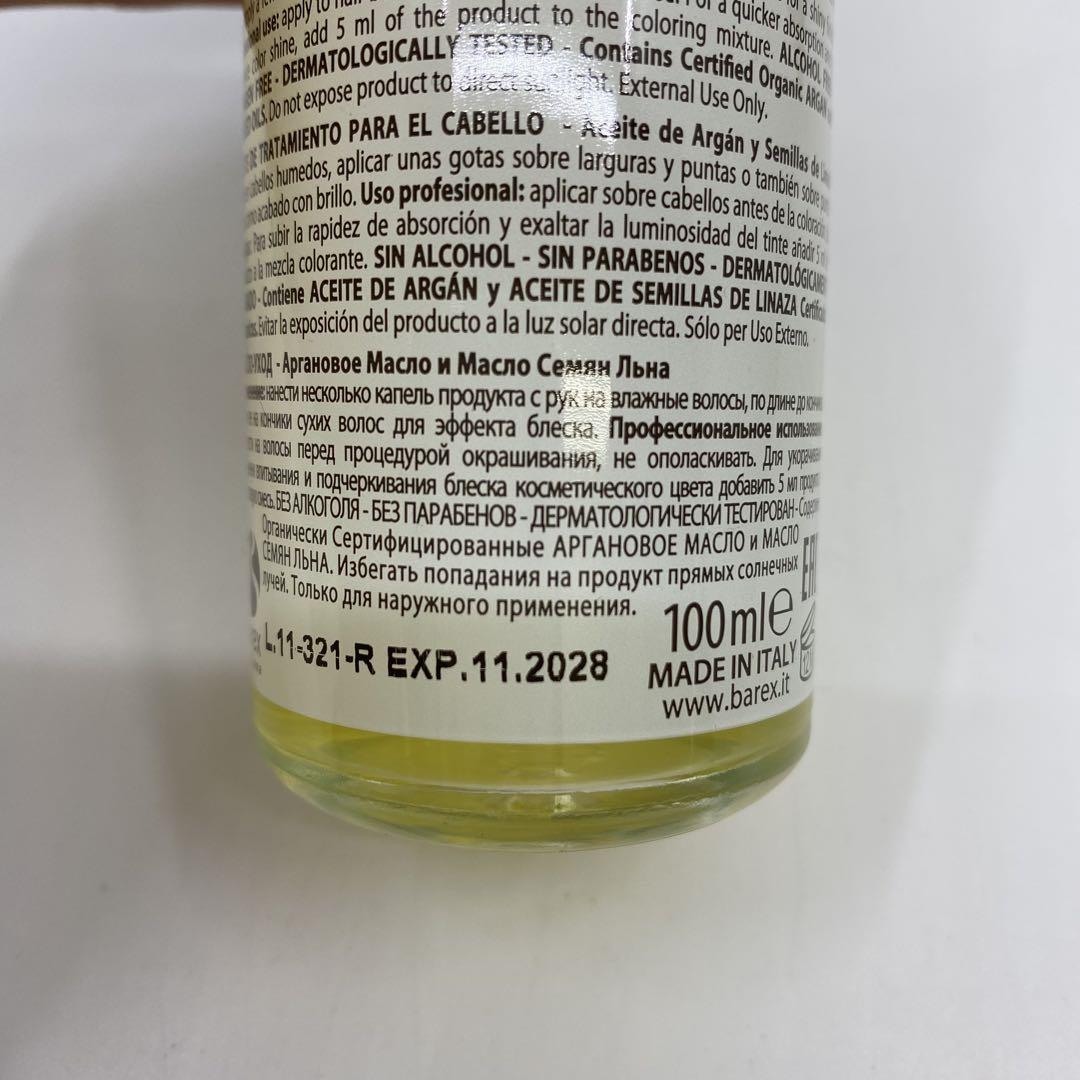 use: apply to hair
for a shiny
color shine, add 5 ml of the product to the coloring mixture. ALCOHOL
For a quicker absorption
FREE - DERMATOLOGICALLY TESTED - Contains Certified Organic ARGAN
OILS. Do not expose product to direct sunlight. External Use Only.
DE TRATAMIENTO PARA EL CABELLO - Aceite de Argán y Semillas de
cabellos humedos, aplicar unas gotas sobre larguras y puntas o también sobre
acabado con brillo. Uso profesional: aplicar sobre cabellos antes de la coloración
Para subir la rapidez de absorción y exaltar la luminosidad del tinte añadir 5
a la mezcla colorante. SIN ALCOHOL - SIN PARABENOS - DERMATOLÓGICAMENTE
- Contiene ACEITE DE ARGÁN y ACEITE DE SEMILLAS DE LINAZA
Evitar la exposición del producto a la luz solar directa. Sólo per Uso Externo.
-УХОД - Аргановое Масло и Масло Семян Льна
нанести несколько капель продукта с рук на влажные волосы, по длине до
на кончики сухих волос для эффекта блеска. Профессиональное
на волосы перед процедурой окрашивания, не ополаскивать. Для
впитывания и подчеркивания блеска косметического цвета добавить 5 мл
смесь. БЕЗ АЛКОГОЛЯ - БЕЗ ПАРАБЕНОВ - ДЕРМАТОЛОГИЧЕСКИ ТЕСТИРОВАН -
Органически Сертифицированные АРГАНОВОЕ МАСЛО и МАСЛО
СЕМЯН ЛЬНА. Избегать попадания на продукт прямых солнечных
лучей. Только для наружного применения.
100ml e
L.11-321-R EXP.11.2028
MADE IN ITALY
www.barex.it